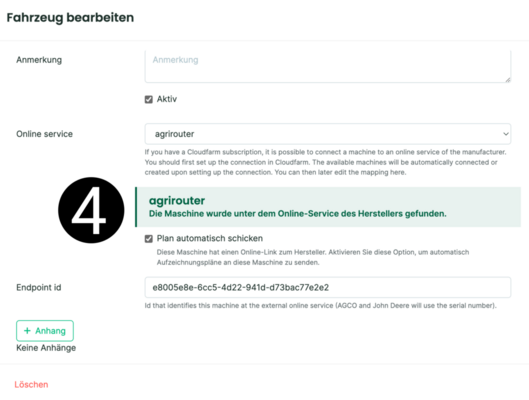 Fahrzeug bearbeiten
Anmerkung
Anmerkung
Aktiv
Online service
agrirouter
If you have a Cloudfarm subscription, it is possible to connect a machine to an online service of the manufacturer.
You should first set up the connection in Cloudfarm. The available machines will be automatically connected or
created upon setting up the connection. You can then later edit the mapping here.
4
agrirouter
Die Maschine wurde unter dem Online-Service des Herstellers gefunden.
Plan automatisch schicken
Diese Maschine hat einen Online-Link zum Hersteller. Aktivieren Sie diese Option, um automatisch
Aufzeichnungspläne an diese Maschine zu senden.
Endpoint id
e8005e8e-6cc5-4d22-941d-d73bac77e2e2
Id that identifies this machine at the external online service (AGCO and John Deere will use the serial number).
+ Anhang
Keine Anhänge
Löschen